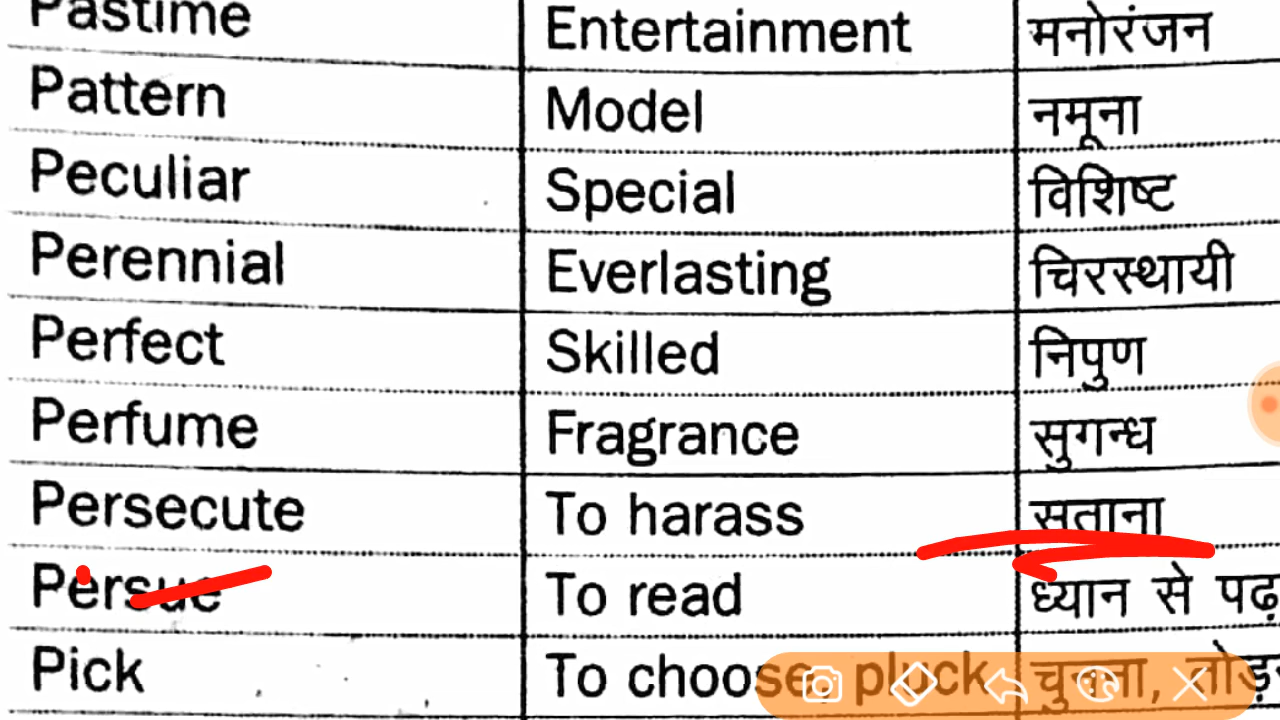 Pastime Entertainment मनोरंजन
Pattern Model नमूना
Peculiar Special विशिष्ट
Perennial Everlasting चिरस्थायी
Perfect Skilled निपुण
Perfume Fragrance सुगन्ध
Persecute To harass सताना
Persue To read ध्यान से पढ़
Pick To choose, pluck चुनना, तोड़